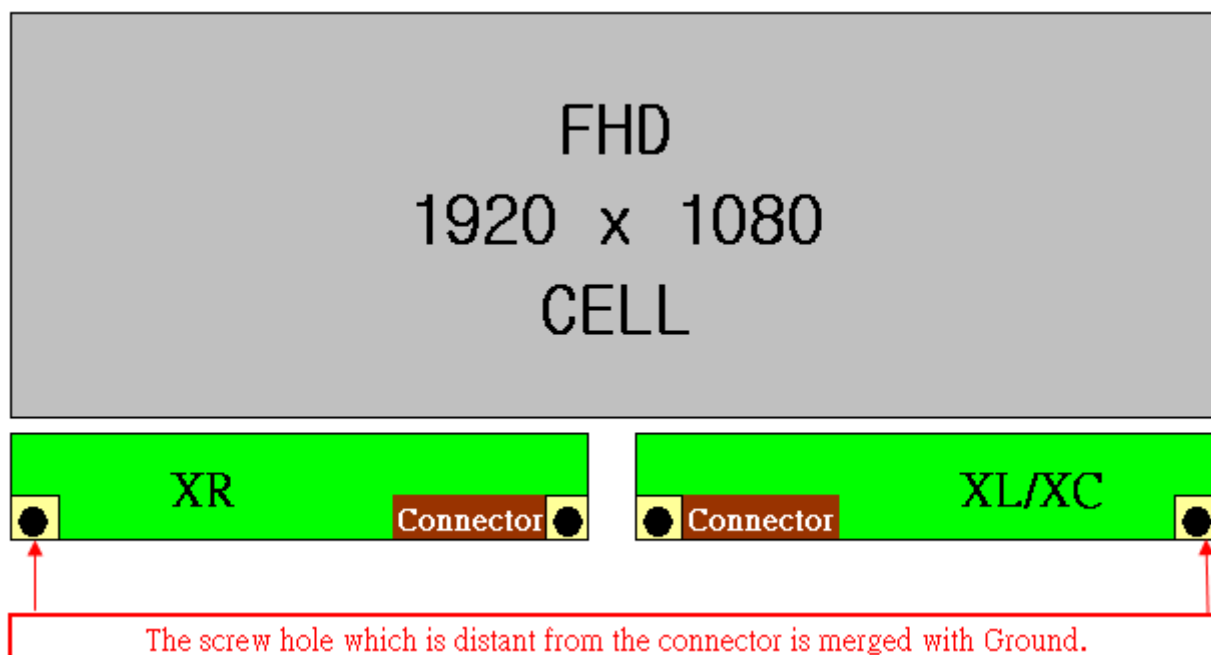 FHD
1920 x 1080
CELL
XR
XL/XC
Connector
Connector
The screw hole which is distant from the connector is merged with Ground.